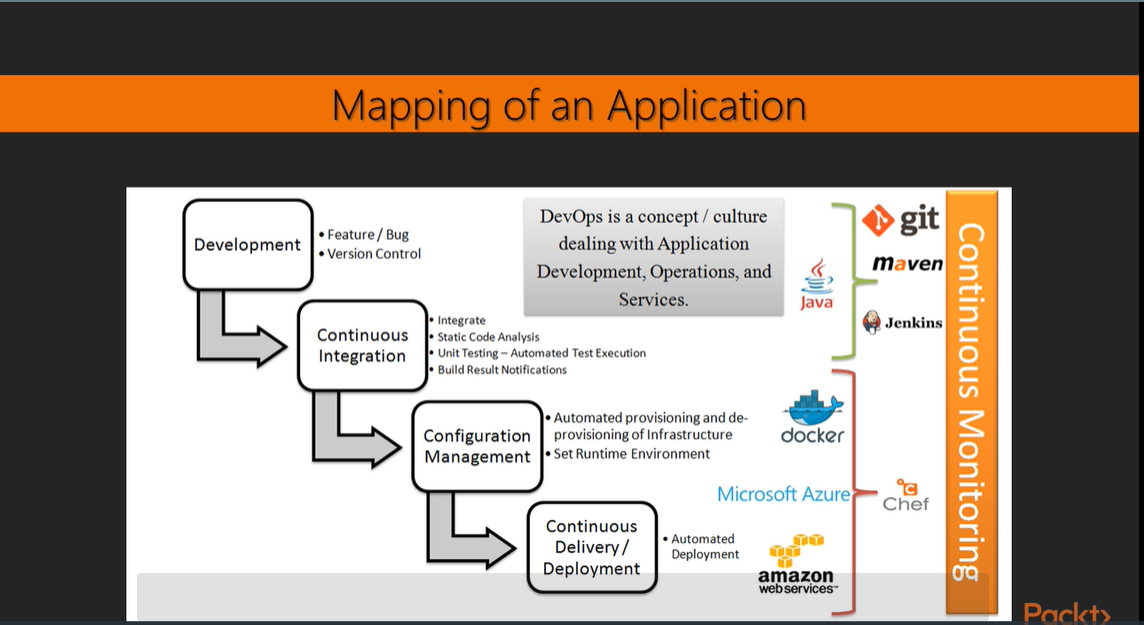 Mapping of an Application
Development
• Feature / Bug
• Version Control
DevOps is a concept / culture
dealing with Application
Development, Operations, and
Services.
Java
git
maven
Jenkins
Continuous Monitoring
Continuous
Integration
• Integrate
• Static Code Analysis
• Unit Testing – Automated Test Execution
• Build Result Notifications
Configuration
Management
• Automated provisioning and de-
provisioning of Infrastructure
• Set Runtime Environment
docker
Microsoft Azure
Chef
Continuous
Delivery /
Deployment
• Automated
Deployment
amazon
web services™
Packt>